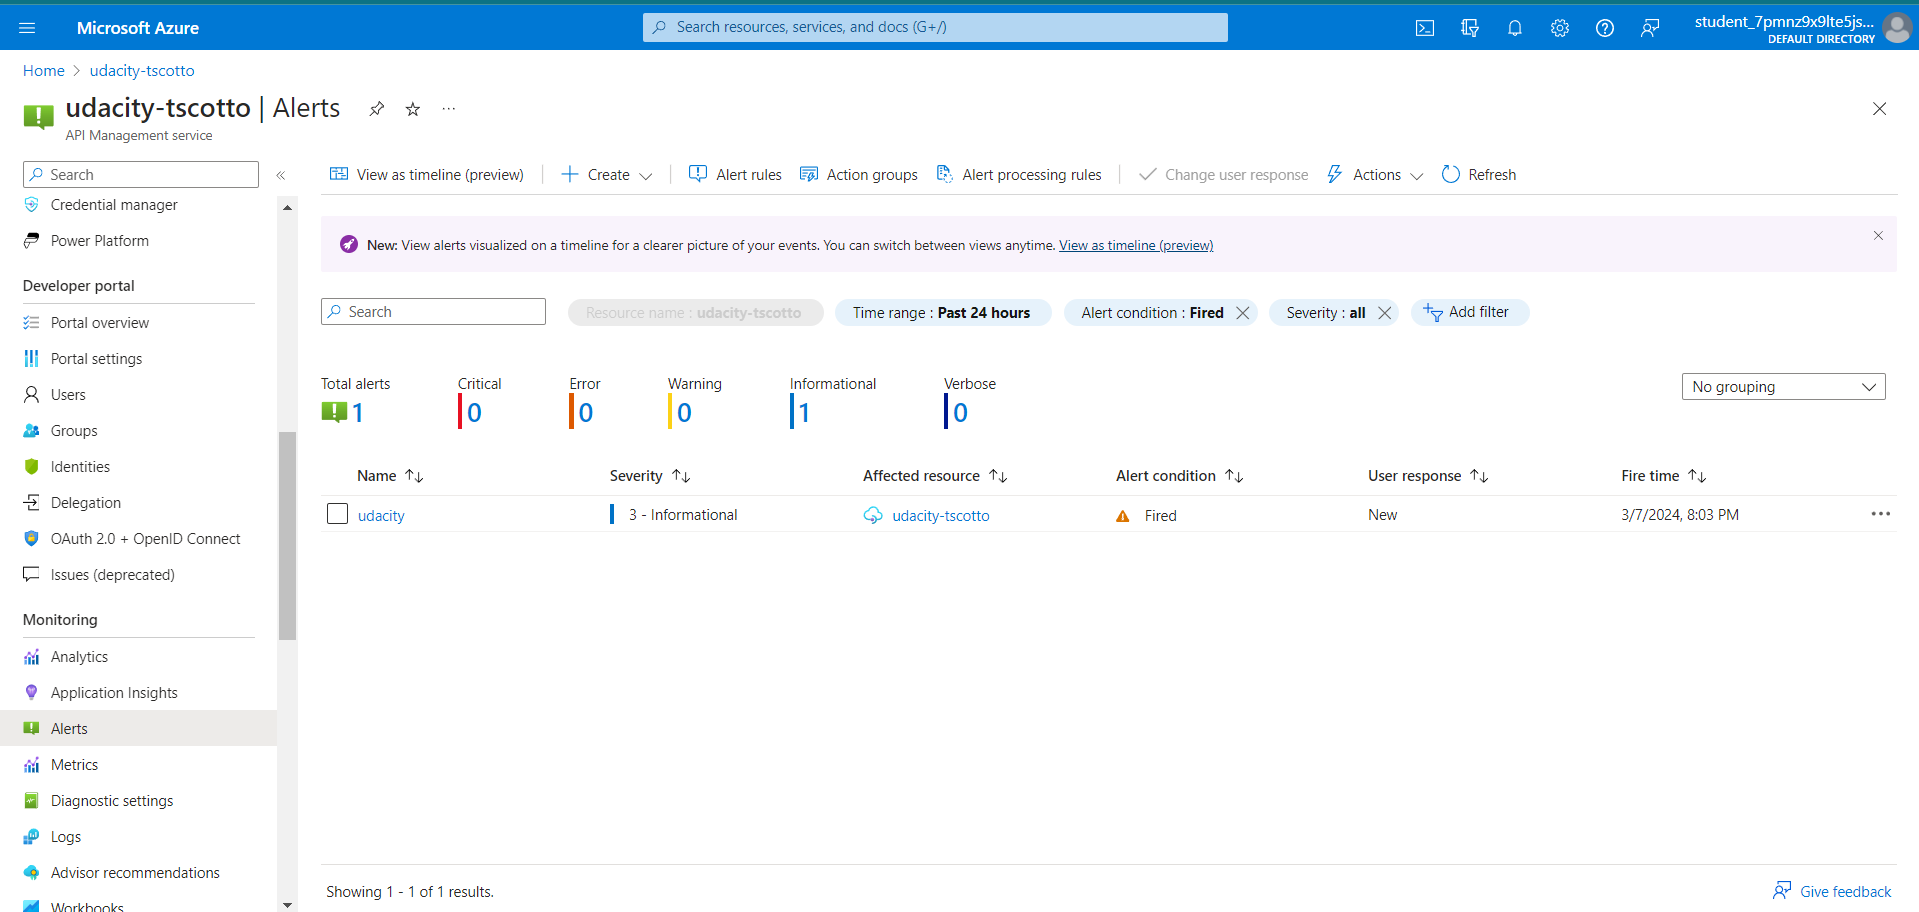 Microsoft Azure
Search resources, services, and docs (G+/)
student_7pmnz9x9lte5js...
DEFAULT DIRECTORY
Home > udacity-tscotto
udacity-tscotto | Alerts
API Management service
Search
Credential manager
Power Platform
Developer portal
Portal overview
Portal settings
Users
Groups
Identities
Delegation
OAuth 2.0 + OpenID Connect
Issues (deprecated)
Monitoring
Analytics
Application Insights
Alerts
Metrics
Diagnostic settings
Logs
Advisor recommendations
Workbooks
View as timeline (preview) Create Alert rules Action groups Alert processing rules Change user response Actions Refresh
New: View alerts visualized on a timeline for a clearer picture of your events. You can switch between views anytime. View as timeline (preview)
Search Resource name : udacity-tscotto Time range : Past 24 hours Alert condition : Fired Severity : all Add filter
Total alerts Critical Error Warning Informational Verbose
1 0 0 0 1 0
No grouping
Name Severity Affected resource Alert condition User response Fire time
udacity 3 - Informational udacity-tscotto Fired New 3/7/2024, 8:03 PM
Showing 1 - 1 of 1 results.
Give feedback